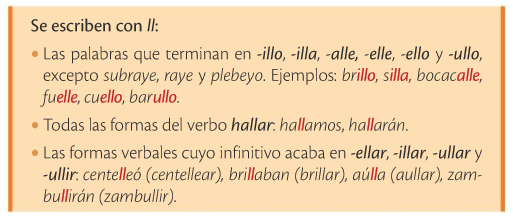 Se escriben con ll:
• Las palabras que terminan en -illo, -illa, -alle, -elle, -ello y -ullo,
excepto subraye, raye y plebeyo. Ejemplos: brillo, silla, bocacalle,
fuelle, cuello, barullo.
• Todas las formas del verbo hallar: hallamos, hallarán.
• Las formas verbales cuyo infinitivo acaba en -ellar, -illar, -ullar y
-ullir: centelleó (centellear), brillaban (brillar), aúlla (aullar), zam-
bullirán (zambullir).